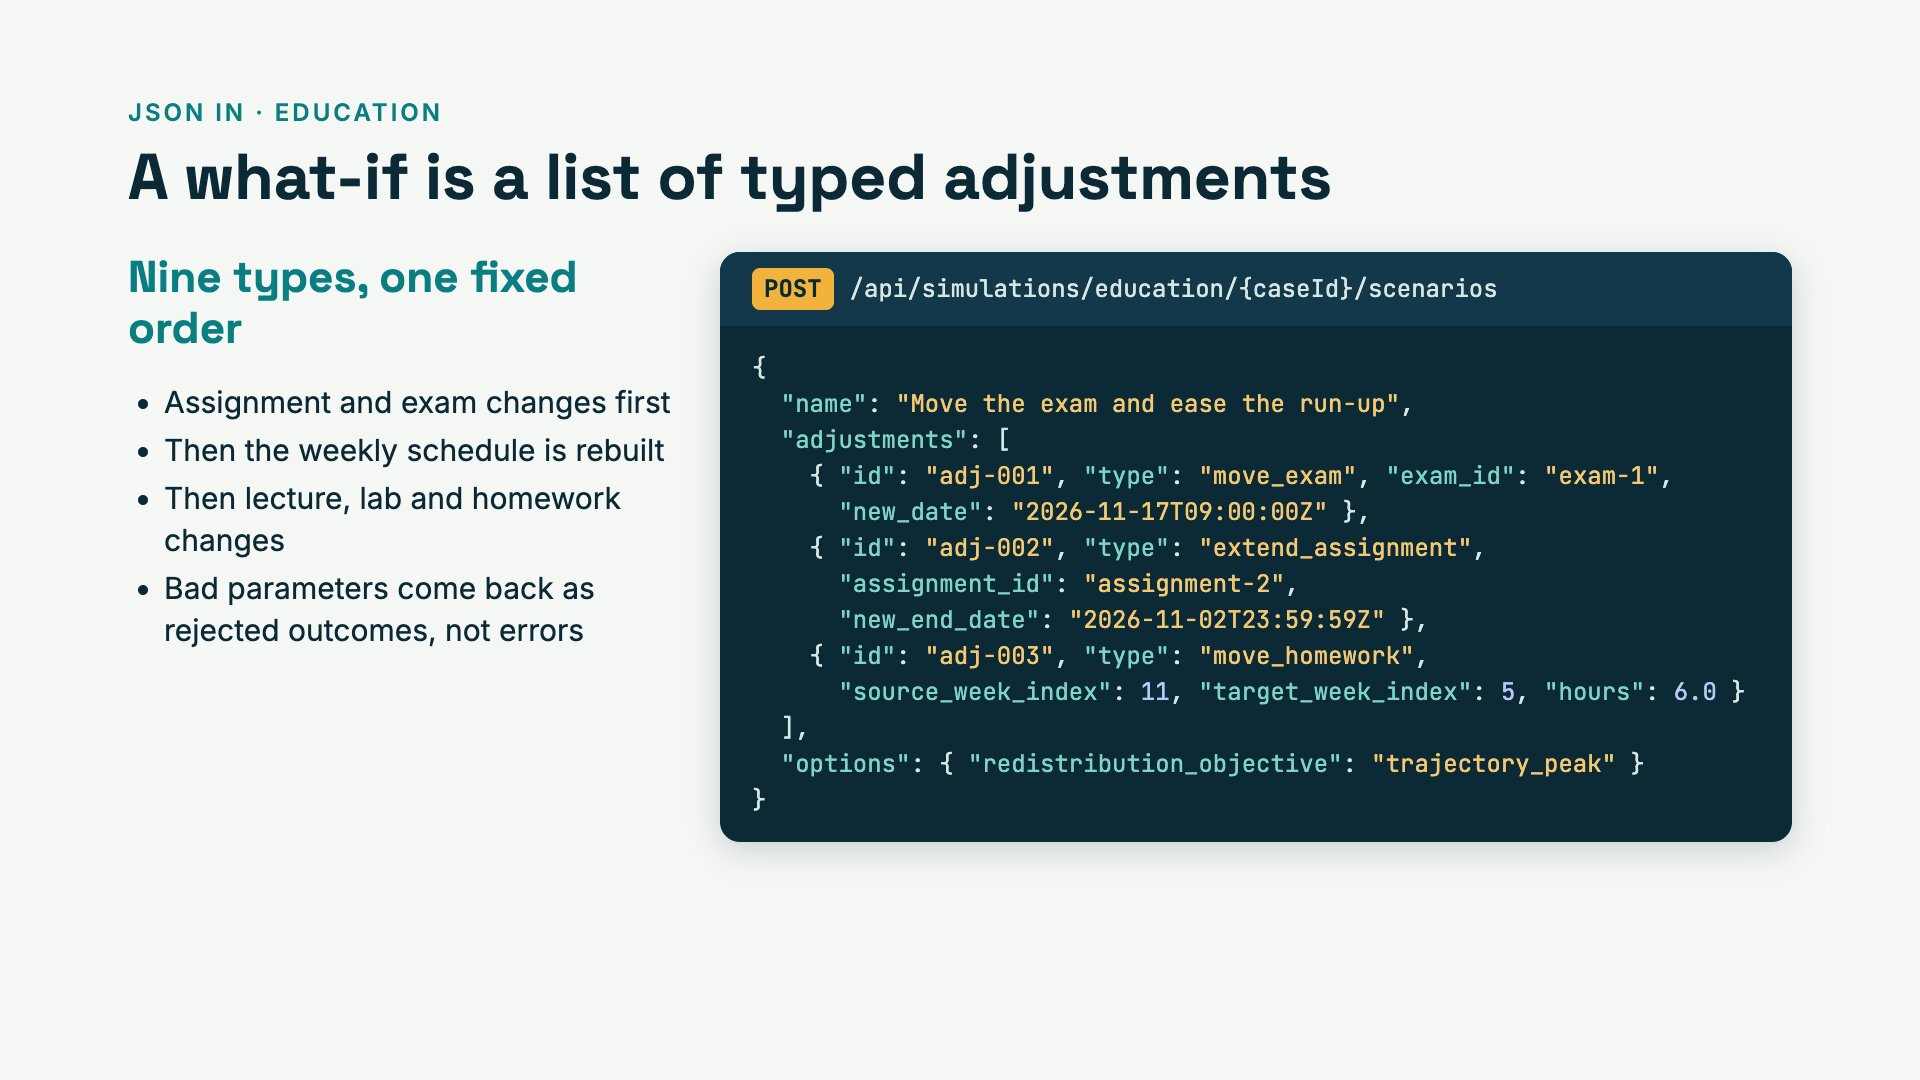 JSON IN · EDUCATION
A what-if is a list of typed adjustments
Nine types, one fixed
order
• Assignment and exam changes first
• Then the weekly schedule is rebuilt
• Then lecture, lab and homework
changes
• Bad parameters come back as
rejected outcomes, not errors
POST /api/simulations/education/{caseId}/scenarios
{
  "name": "Move the exam and ease the run-up",
  "adjustments": [
    { "id": "adj-001", "type": "move_exam", "exam_id": "exam-1",
      "new_date": "2026-11-17T09:00:00Z" },
    { "id": "adj-002", "type": "extend_assignment",
      "assignment_id": "assignment-2",
      "new_end_date": "2026-11-02T23:59:59Z" },
    { "id": "adj-003", "type": "move_homework",
      "source_week_index": 11, "target_week_index": 5, "hours": 6.0 }
  ],
  "options": { "redistribution_objective": "trajectory_peak" }
}